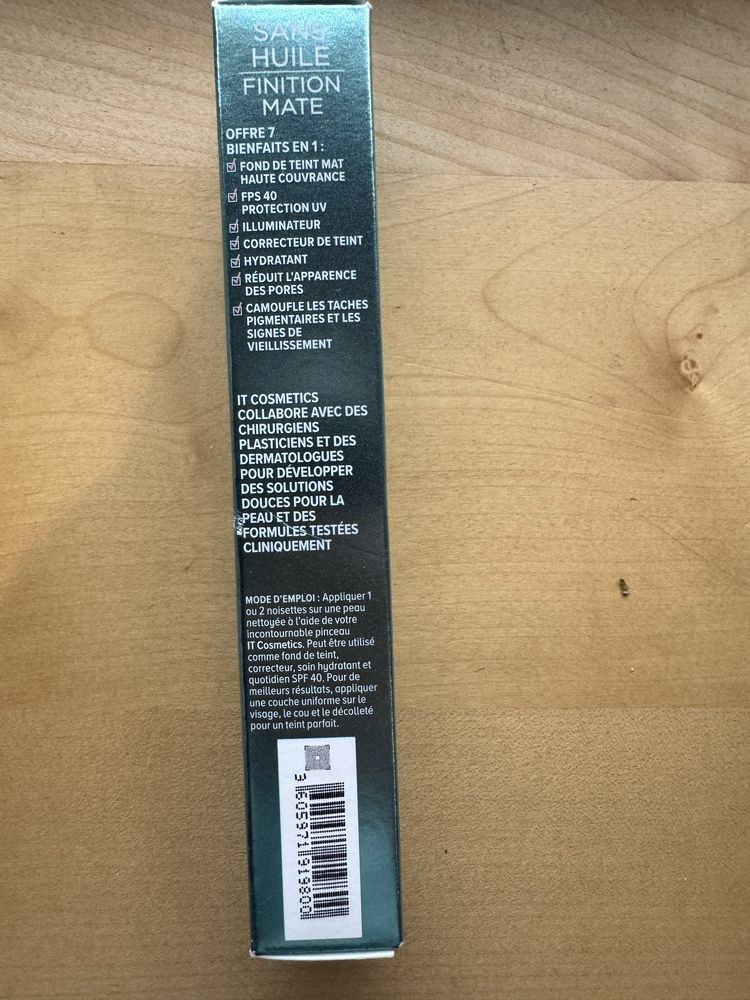 SANS
HUILE
FINITION
MATE
OFFRE 7
BIENFAITS EN 1 :
FOND DE TEINT MAT
HAUTE COUVRANCE
FPS 40
PROTECTION UV
ILLUMINATEUR
CORRECTEUR DE TEINT
HYDRATANT
RÉDUIT L'APPARENCE
DES PORES
CAMOUFLE LES TACHES
PIGMENTAIRES ET LES
SIGNES DE
VIEILLISSEMENT
IT COSMETICS
COLLABORE AVEC DES
CHIRURGIENS
PLASTICIENS ET DES
DERMATOLOGUES
POUR DÉVELOPPER
DES SOLUTIONS
DOUCES POUR LA
PEAU ET DES
FORMULES TESTÉES
CLINIQUEMENT
MODE D'EMPLOI : Appliquer 1
ou 2 noisettes sur une peau
nettoyée à l'aide de votre
incontournable pinceau
IT Cosmetics. Peut être utilisé
comme fond de teint,
correcteur, soin hydratant et
quotidien SPF 40. Pour de
meilleurs résultats, appliquer
une couche uniforme sur le
visage, le cou et le décolleté
pour un teint parfait.
3 605971 919800